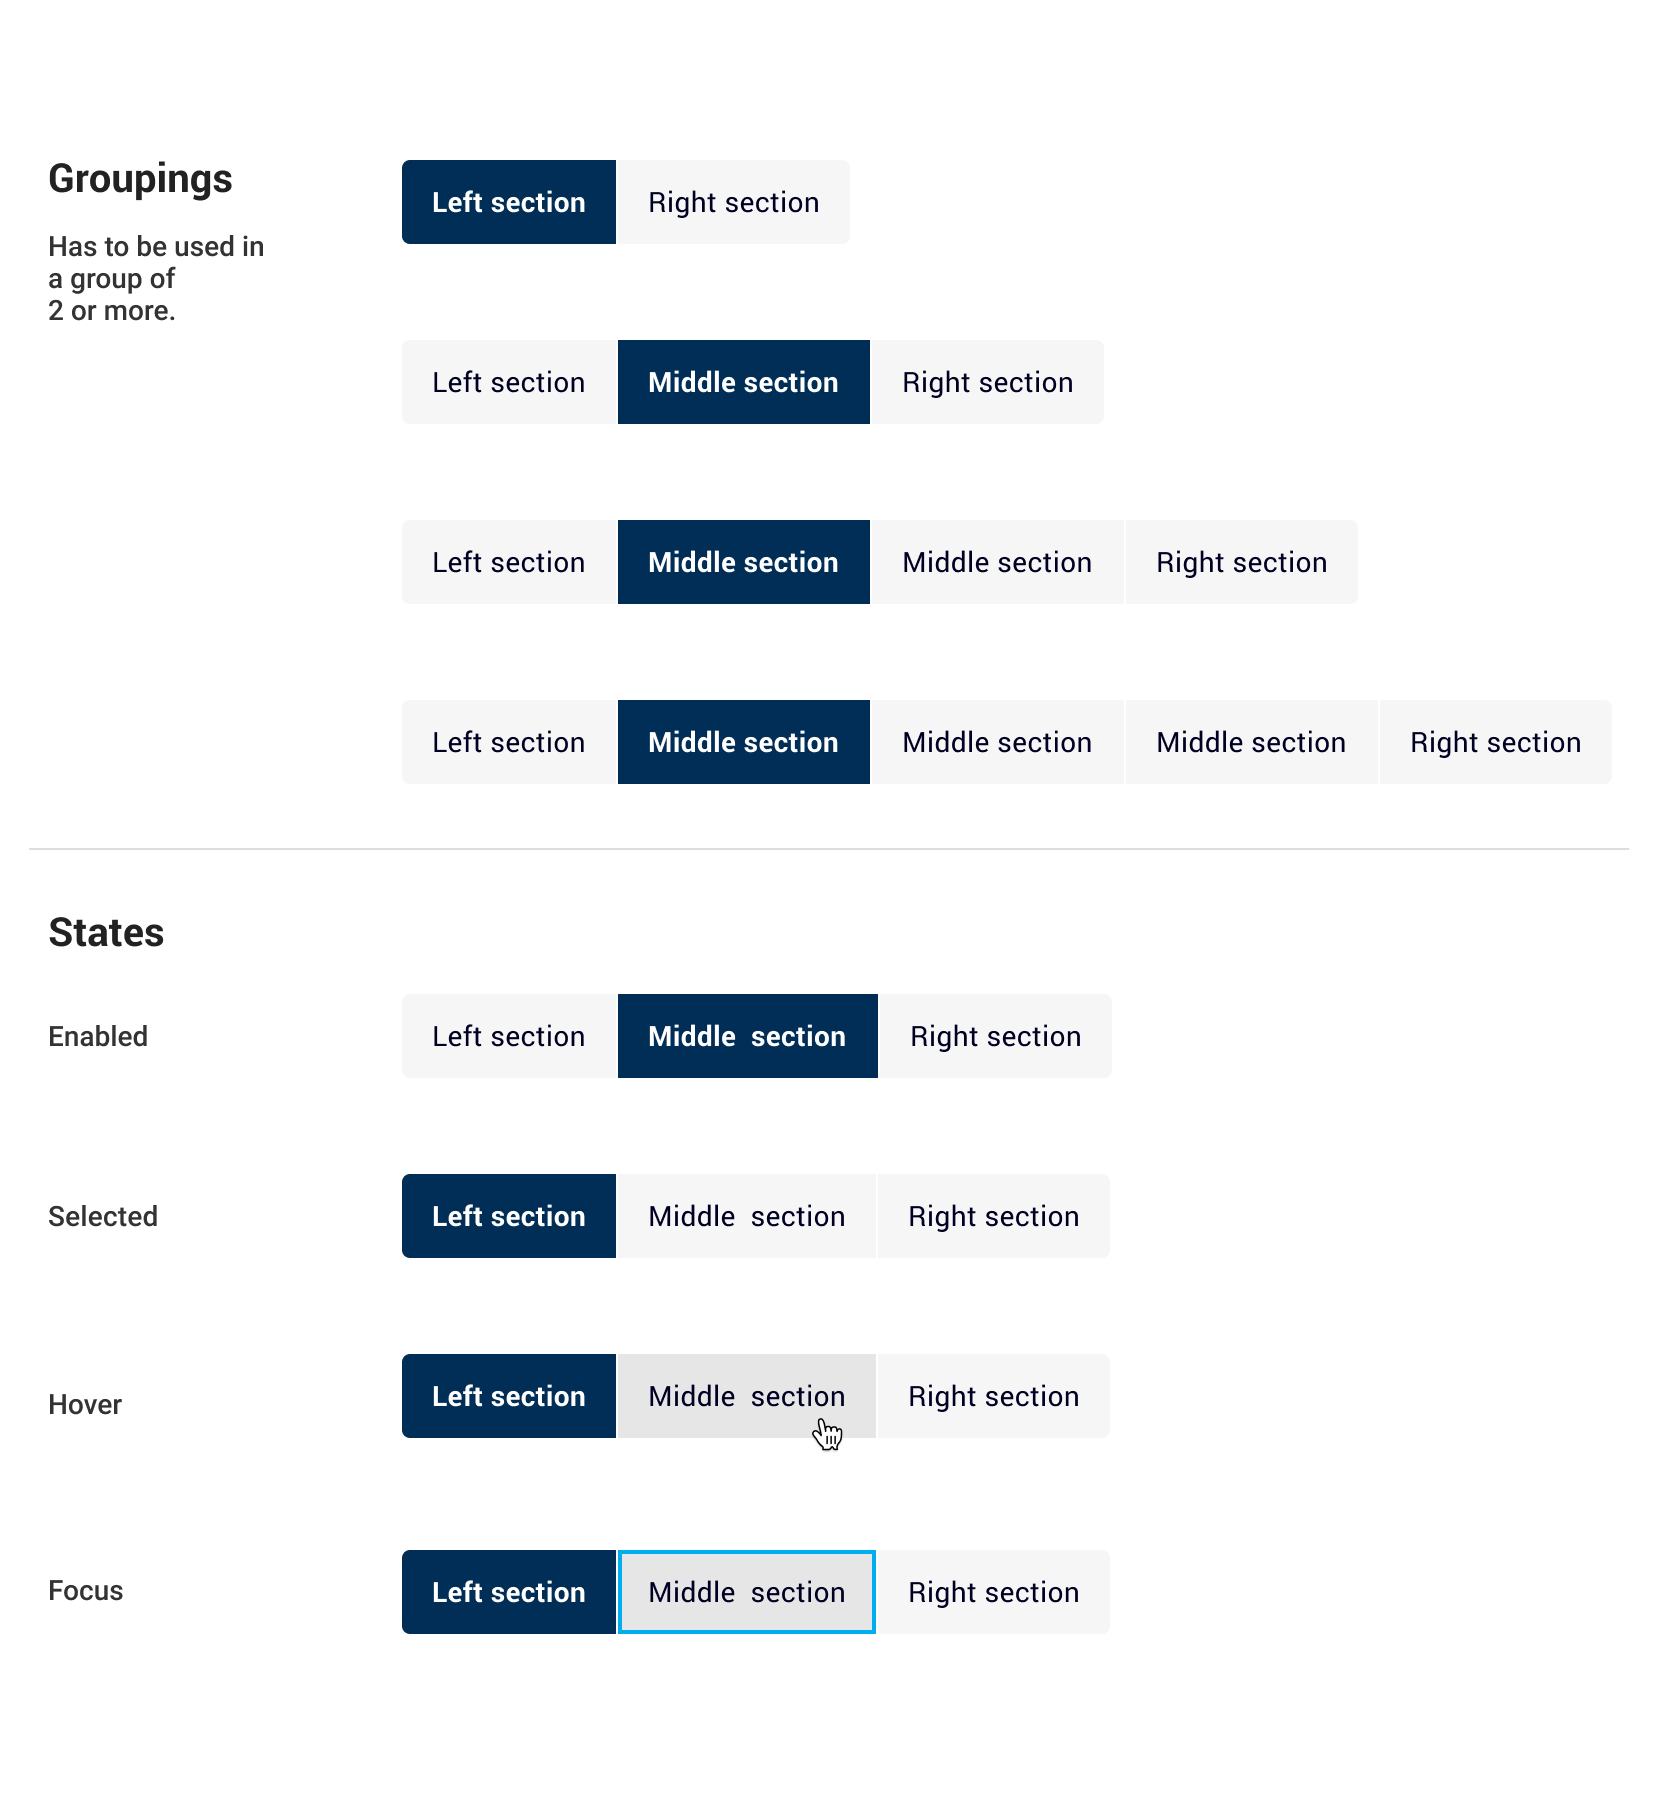 Groupings
Has to be used in
a group of
2 or more.
Left section Right section
Left section Middle section Right section
Left section Middle section Middle section Right section
Left section Middle section Middle section Middle section Right section
States
Enabled
Left section Middle  section Right section
Selected
Left section Middle  section Right section
Hover
Left section Middle  section Right section
Focus
Left section Middle  section Right section